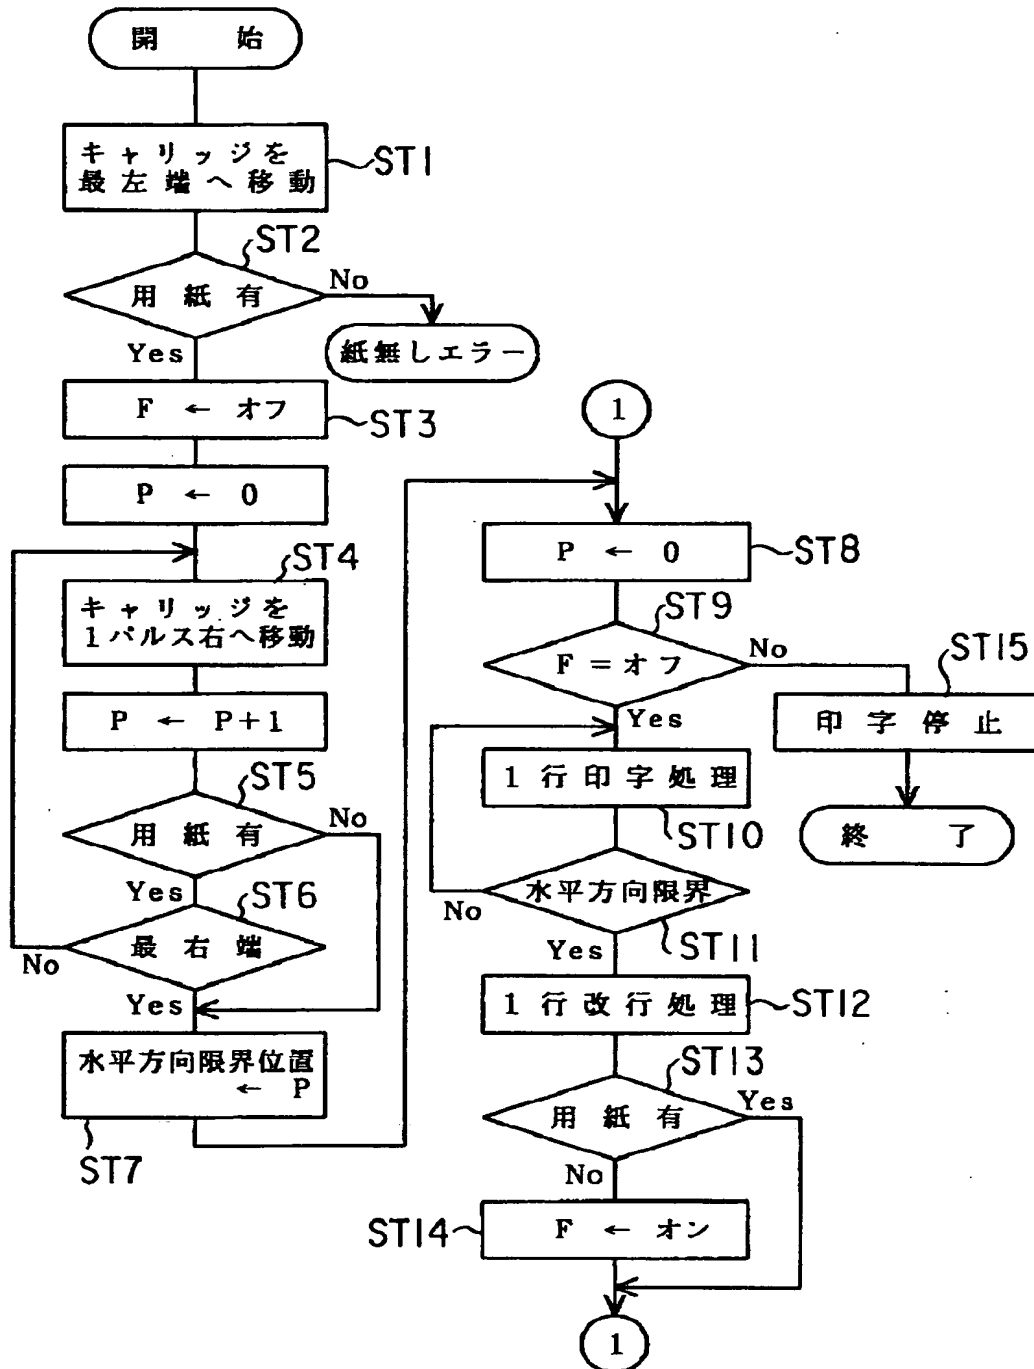 開 始
キャリッジを
最左端へ移動
ST1
ST2
用紙有
No
Yes
紙無しエラー
F ← オフ
ST3
P ← 0
ST4
キャリッジを
1パルス右へ移動
P ← P+1
ST5
用紙有
No
Yes
ST6
最右端
No
Yes
水平方向限界位置
← P
ST7
1
P ← 0
ST8
ST9
F=オフ
No
Yes
ST15
印字停止
終 了
1行印字処理
ST10
水平方向限界
No
Yes
ST11
1行改行処理
ST12
ST13
用紙有
Yes
No
ST14
F ← オン
1